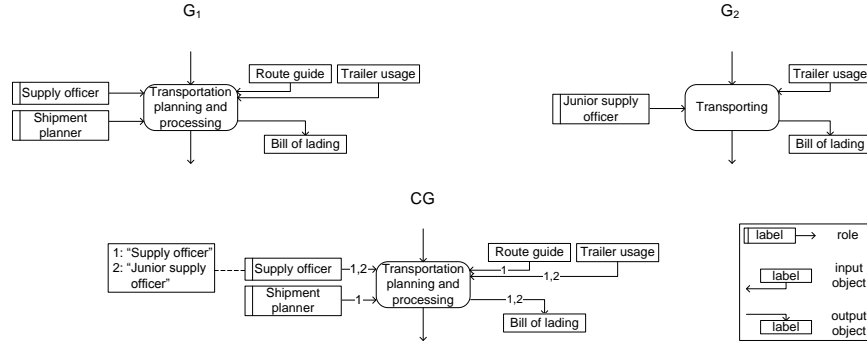 G1
G2
Supply officer
Shipment
planner
Transportation
planning and
processing
Route guide
Trailer usage
Bill of lading
Junior supply
officer
Transporting
Trailer usage
Bill of lading
CG
1: “Supply officer”
2: “Junior supply
officer”
Supply officer
1,2
Shipment
planner
1
Transportation
planning and
processing
Route guide
Trailer usage
1
1,2
1,2
Bill of lading
label
role
label
input
object
label
output
object